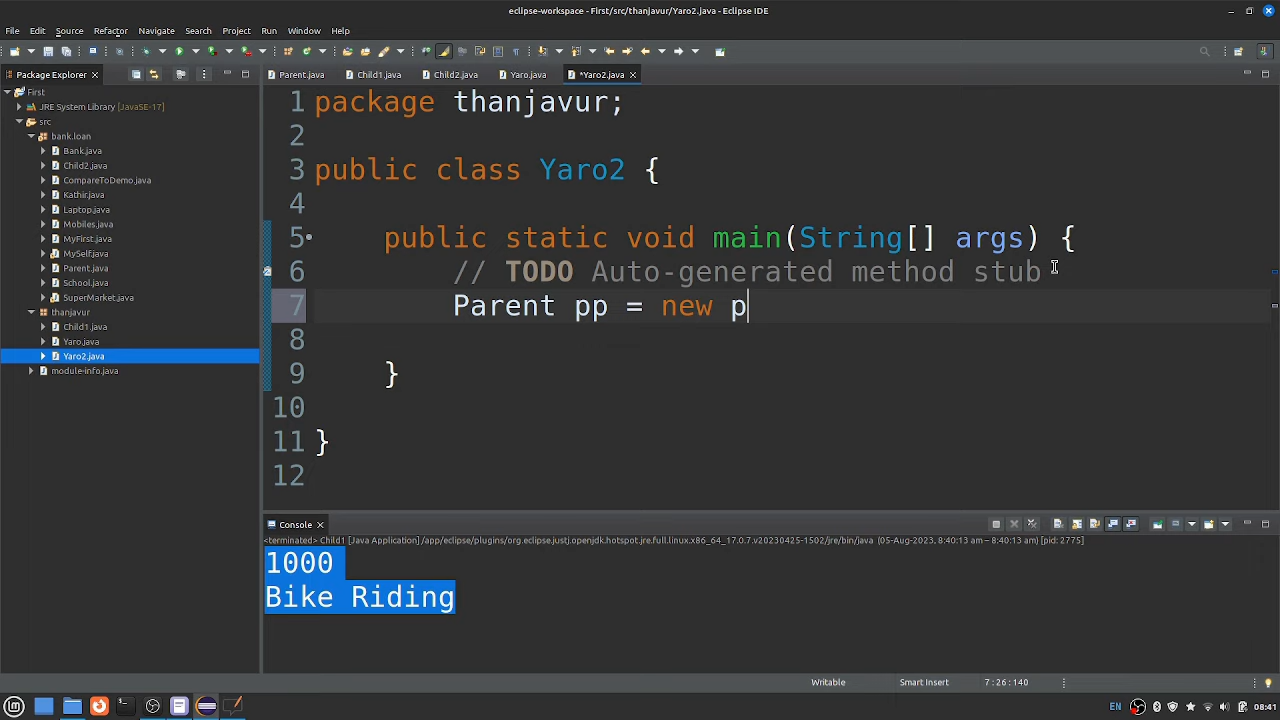 eclipse-workspace - First/src/thanjavur/Yaro2.java - Eclipse IDE
File Edit Source Refactor Navigate Search Project Run Window Help
Package Explorer
Parent.java Child1.java Child2.java Yaro.java *Yaro2.java
First
JRE System Library [JavaSE-17]
src
bank.loan
Bank.java
Child2.java
CompareToDemo.java
Kathir.java
Laptop.java
Mobiles.java
MyFirst.java
MySelf.java
Parent.java
School.java
SuperMarket.java
thanjavur
Child1.java
Yaro.java
Yaro2.java
module-info.java
1 package thanjavur;
2
3 public class Yaro2 {
4
5 public static void main(String[] args) {
6 // TODO Auto-generated method stub
7 Parent pp = new p
8
9 }
10
11 }
12
Console
<terminated> Child1 [Java Application] /app/eclipse/plugins/org.eclipse.justj.openjdk.hotspot.jre.full.linux.x86_64_17.0.7.v20230425-1502/jre/bin/java (05-Aug-2023, 8:40:13 am – 8:40:13 am) [pid: 2775]
1000
Bike Riding
Writable Smart Insert 7 : 26 : 140
EN 08:41